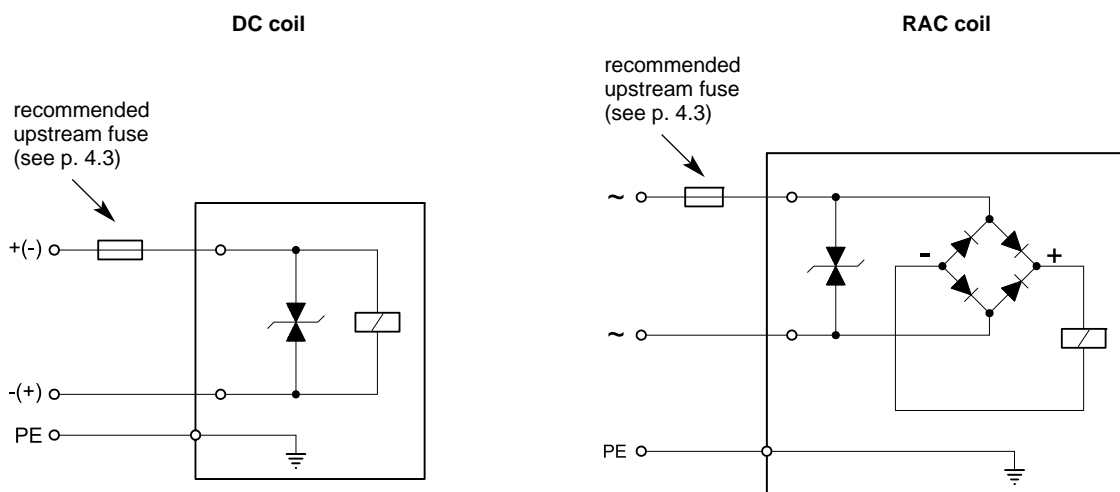 DC coil
recommended
upstream fuse
(see p. 4.3)
+(-)
-(+)
PE
RAC coil
recommended
upstream fuse
(see p. 4.3)
~
- +
~
PE